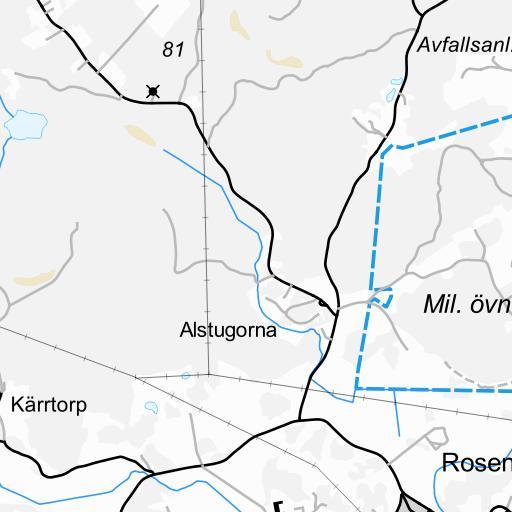 81
Avfallsanl.
Mil. övn
Alstugorna
Kärrtorp
Rosen